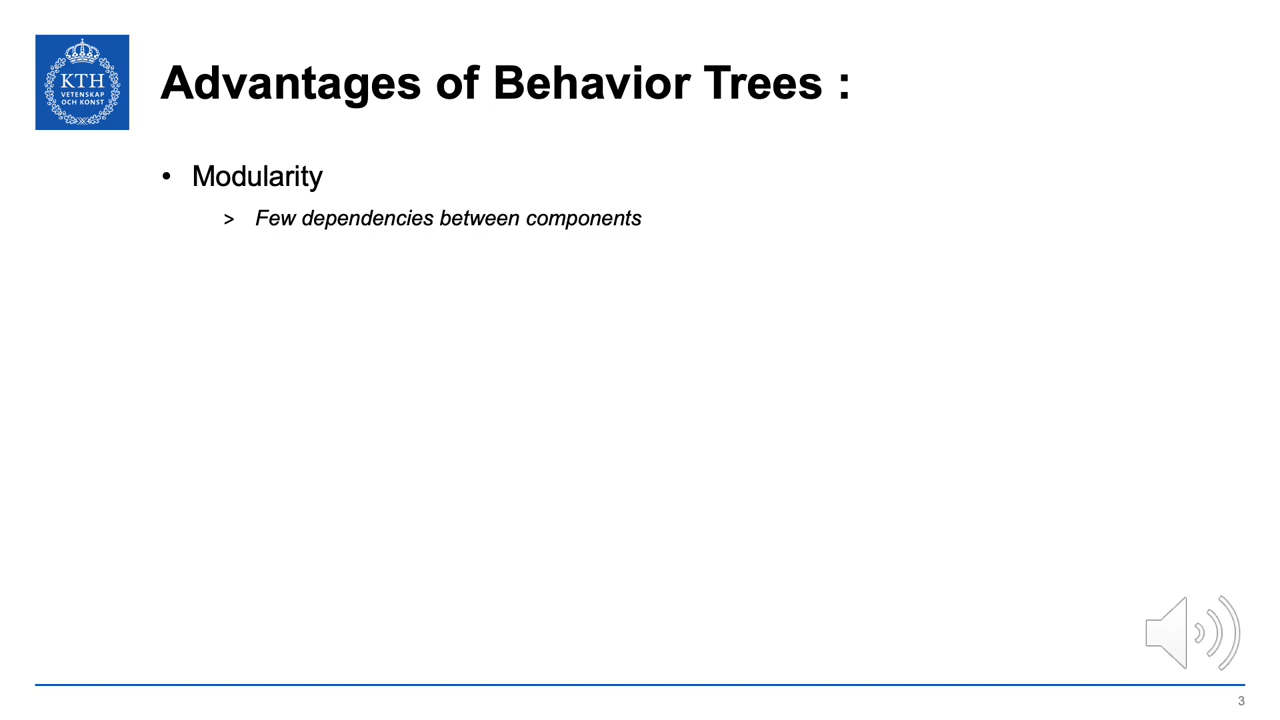 KTH
VETENSKAP
OCH KONST
Advantages of Behavior Trees :
• Modularity
> Few dependencies between components
3